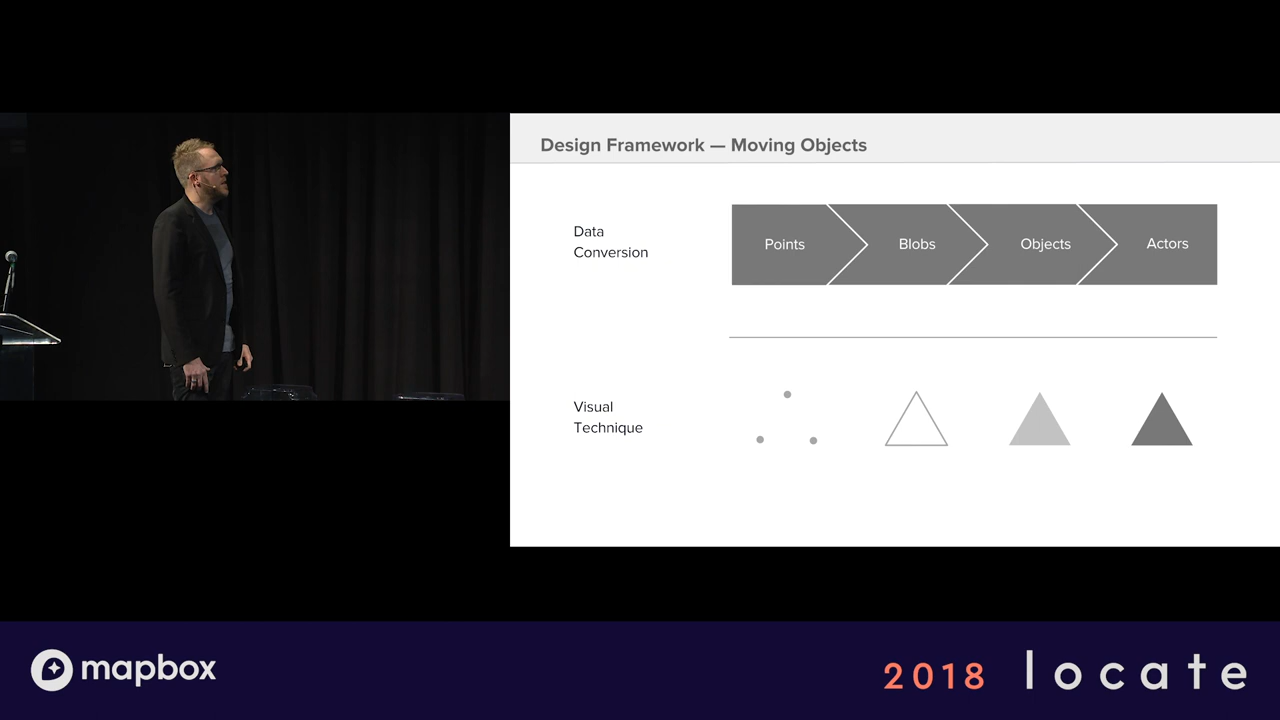 Design Framework — Moving Objects
Data
Conversion
Points
Blobs
Objects
Actors
Visual
Technique
mapbox
2018 locate